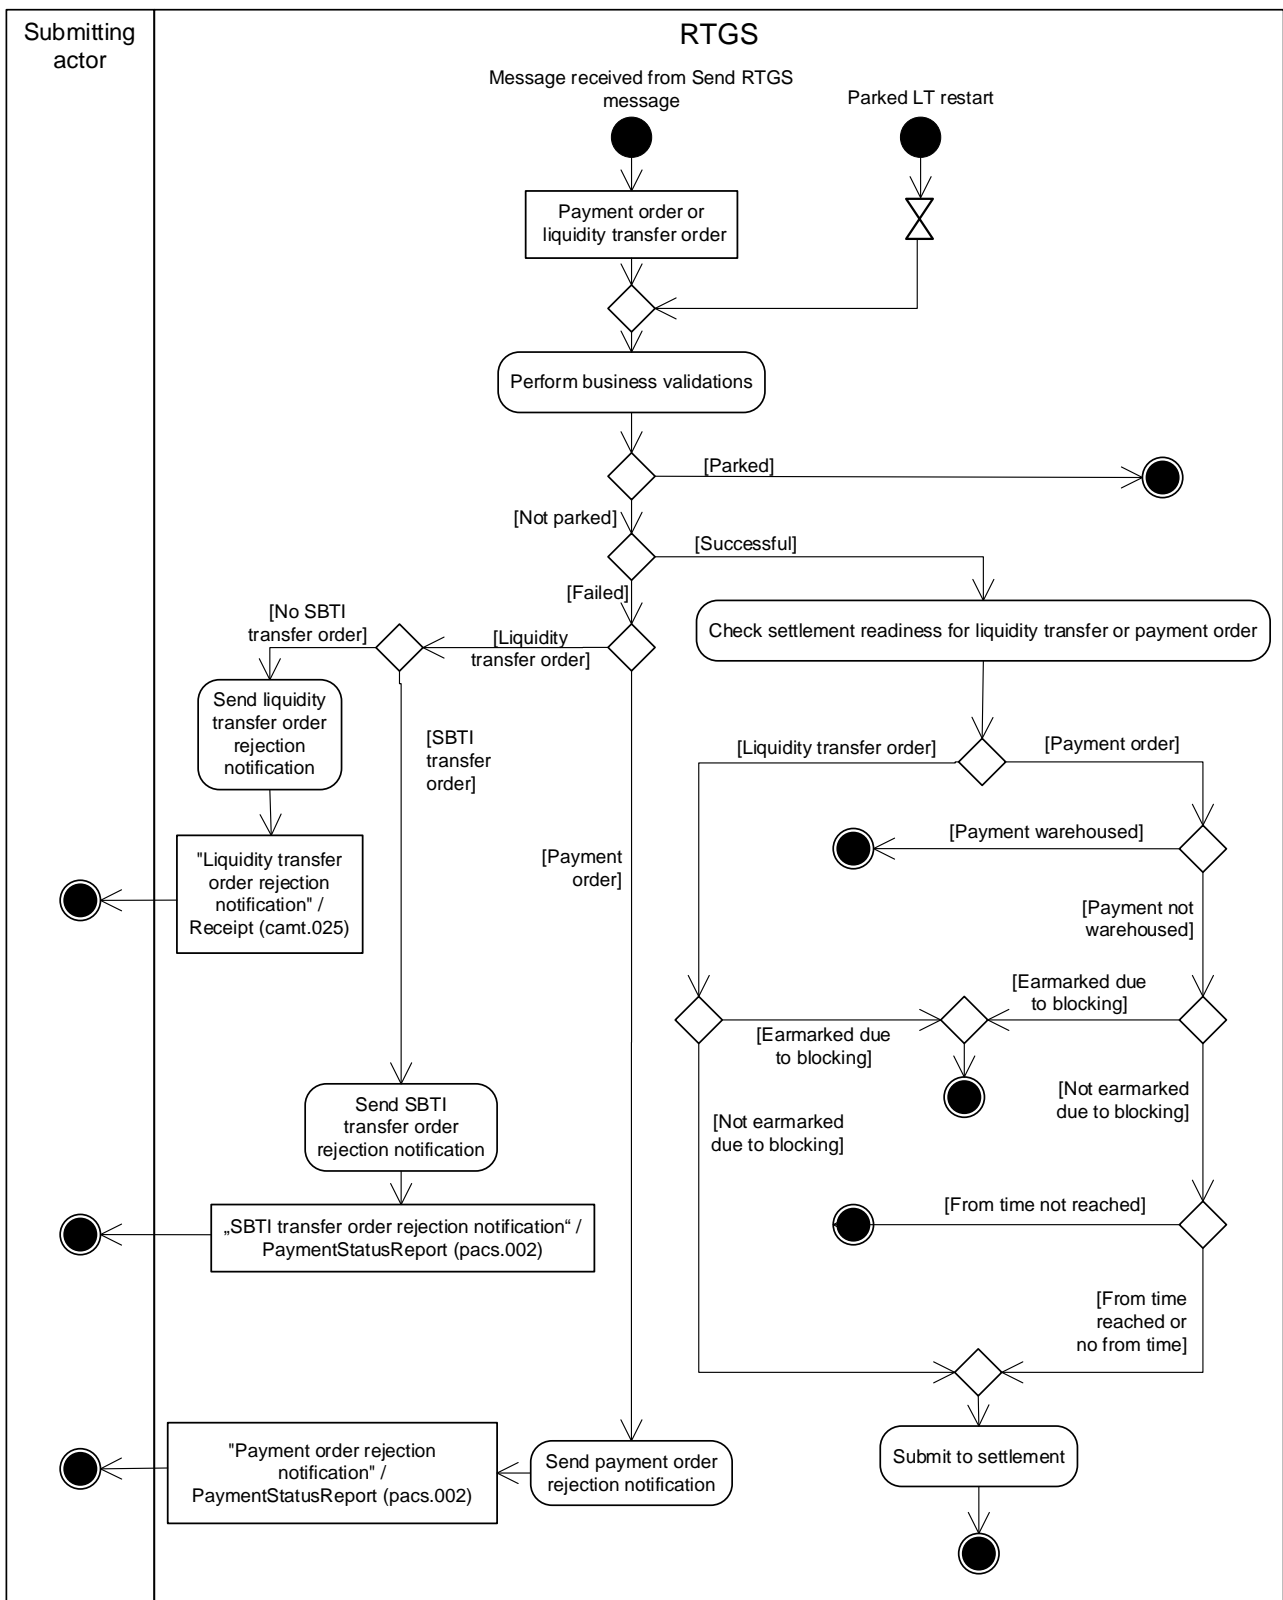 Submitting
actor
RTGS
Message received from Send RTGS
message
Parked LT restart
Payment order or
liquidity transfer order
Perform business validations
[Parked]
[Not parked]
[Successful]
[Failed]
[No SBTI
transfer order]
[Liquidity
transfer order]
Check settlement readiness for liquidity transfer or payment order
Send liquidity
transfer order
rejection
notification
[SBTI
transfer
order]
[Liquidity transfer order]
[Payment order]
[Payment warehoused]
"Liquidity transfer
order rejection
notification" /
Receipt (camt.025)
[Payment
order]
[Payment not
warehoused]
[Earmarked due
to blocking]
[Earmarked due
to blocking]
Send SBTI
transfer order
rejection notification
[Not earmarked
due to blocking]
[Not earmarked
due to blocking]
„SBTI transfer order rejection notification“ /
PaymentStatusReport (pacs.002)
[From time not reached]
[From time
reached or
no from time]
"Payment order rejection
notification" /
PaymentStatusReport (pacs.002)
Send payment order
rejection notification
Submit to settlement